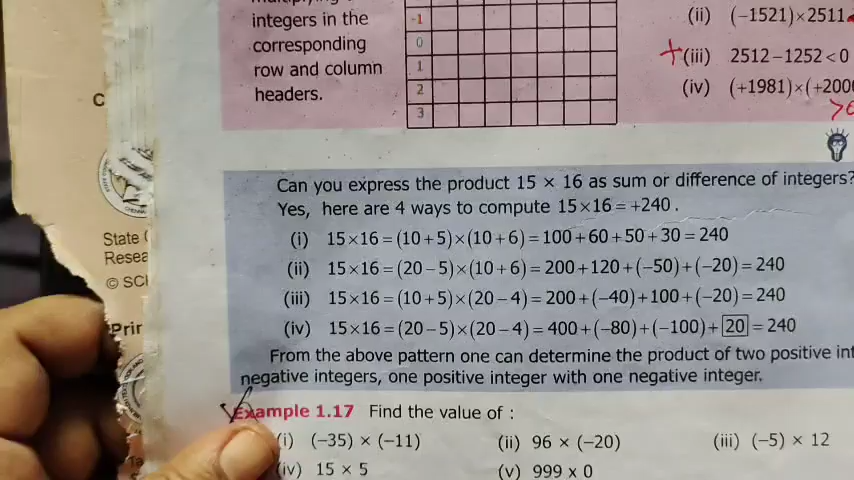 integers in the
corresponding
row and column
headers.
-1
0
1
2
3
(ii) (−1521)×2511
+(iii) 2512−1252<0
(iv) (+1981)×(+200
>
C
State
Resea
© SC
Prir
Can you express the product 15 × 16 as sum or difference of integers?
Yes, here are 4 ways to compute 15×16=+240.
(i) 15×16=(10+5)×(10+6)=100+60+50+30=240
(ii) 15×16=(20−5)×(10+6)=200+120+(−50)+(−20)=240
(iii) 15×16=(10+5)×(20−4)=200+(−40)+100+(−20)=240
(iv) 15×16=(20−5)×(20−4)=400+(−80)+(−100)+20=240
From the above pattern one can determine the product of two positive int
negative integers, one positive integer with one negative integer.
Example 1.17 Find the value of :
(i) (−35) × (−11) (ii) 96 × (−20) (iii) (−5) × 12
(iv) 15 × 5 (v) 999 x 0